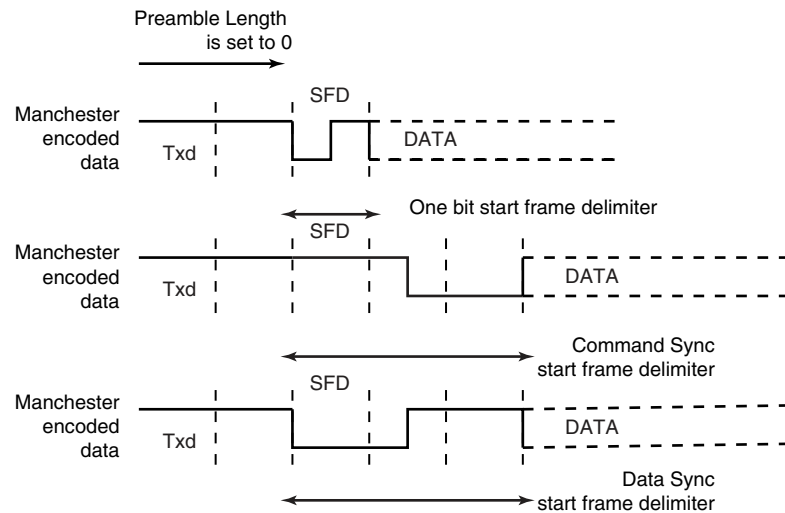 Preamble Length
is set to 0
SFD
Manchester
encoded
data
Txd
DATA
One bit start frame delimiter
SFD
Manchester
encoded
data
Txd
DATA
Command Sync
start frame delimiter
SFD
Manchester
encoded
data
Txd
DATA
Data Sync
start frame delimiter